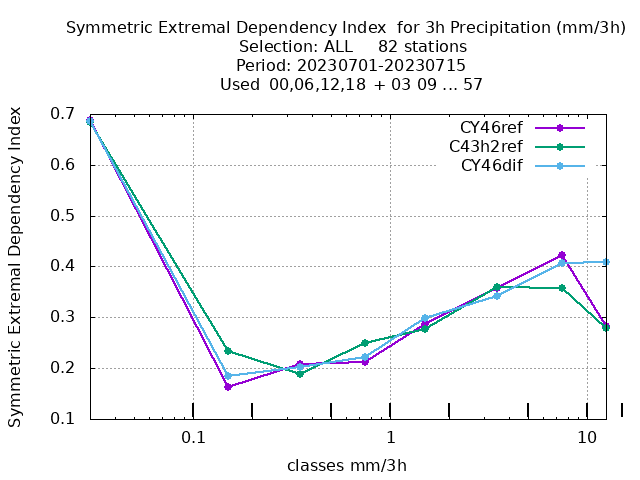 Symmetric Extremal Dependency Index  for 3h Precipitation (mm/3h)
Selection: ALL     82 stations
Period: 20230701-20230715
Used  00,06,12,18  + 03 09 ... 57
Symmetric Extremal Dependency Index
0.7
0.6
0.5
0.4
0.3
0.2
0.1
CY46ref
C43h2ref
CY46dif
0.1 1 10
classes mm/3h